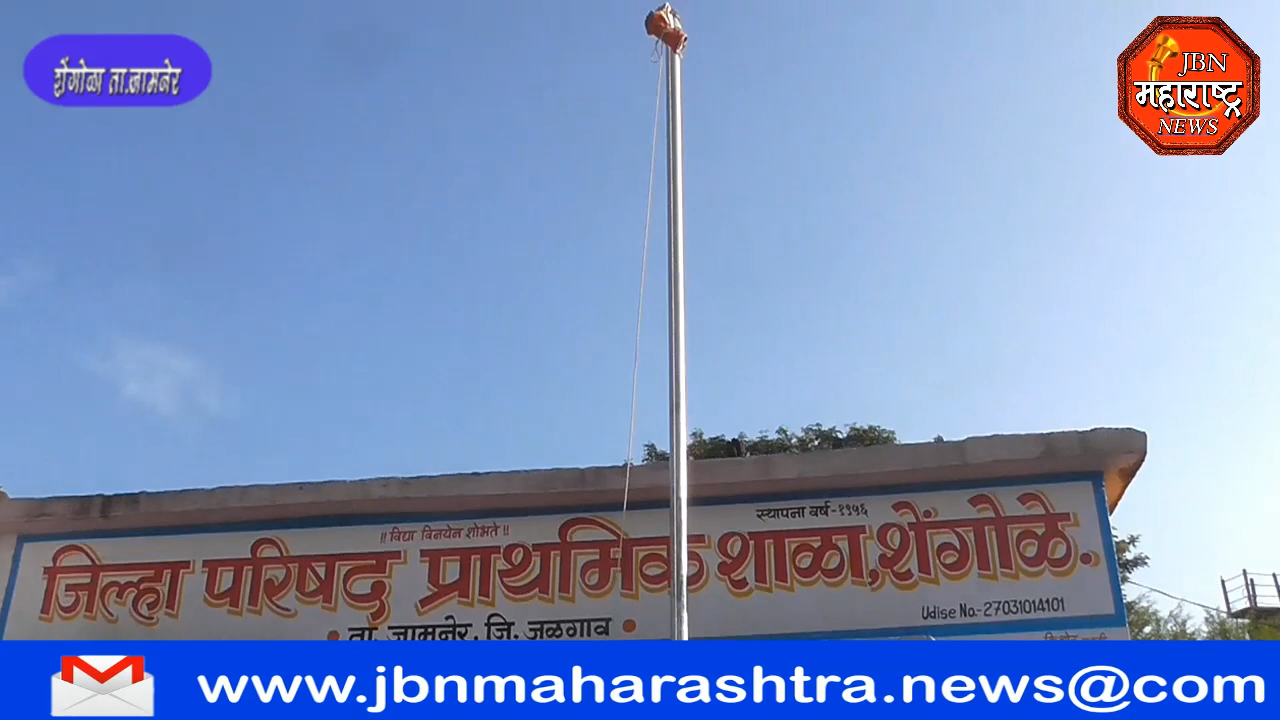 शेंगोळा ता.जामनेर
JBN
महाराष्ट्र
NEWS
॥ विद्या विनयेन शोभते ॥
स्थापना वर्ष-१९५६
जिल्हा परिषद प्राथमिक शाळा,शेंगोळे.
Udise No.-27031014101
• ता. जामनेर, जि. जळगाव •
www.jbnmaharashtra.news@com